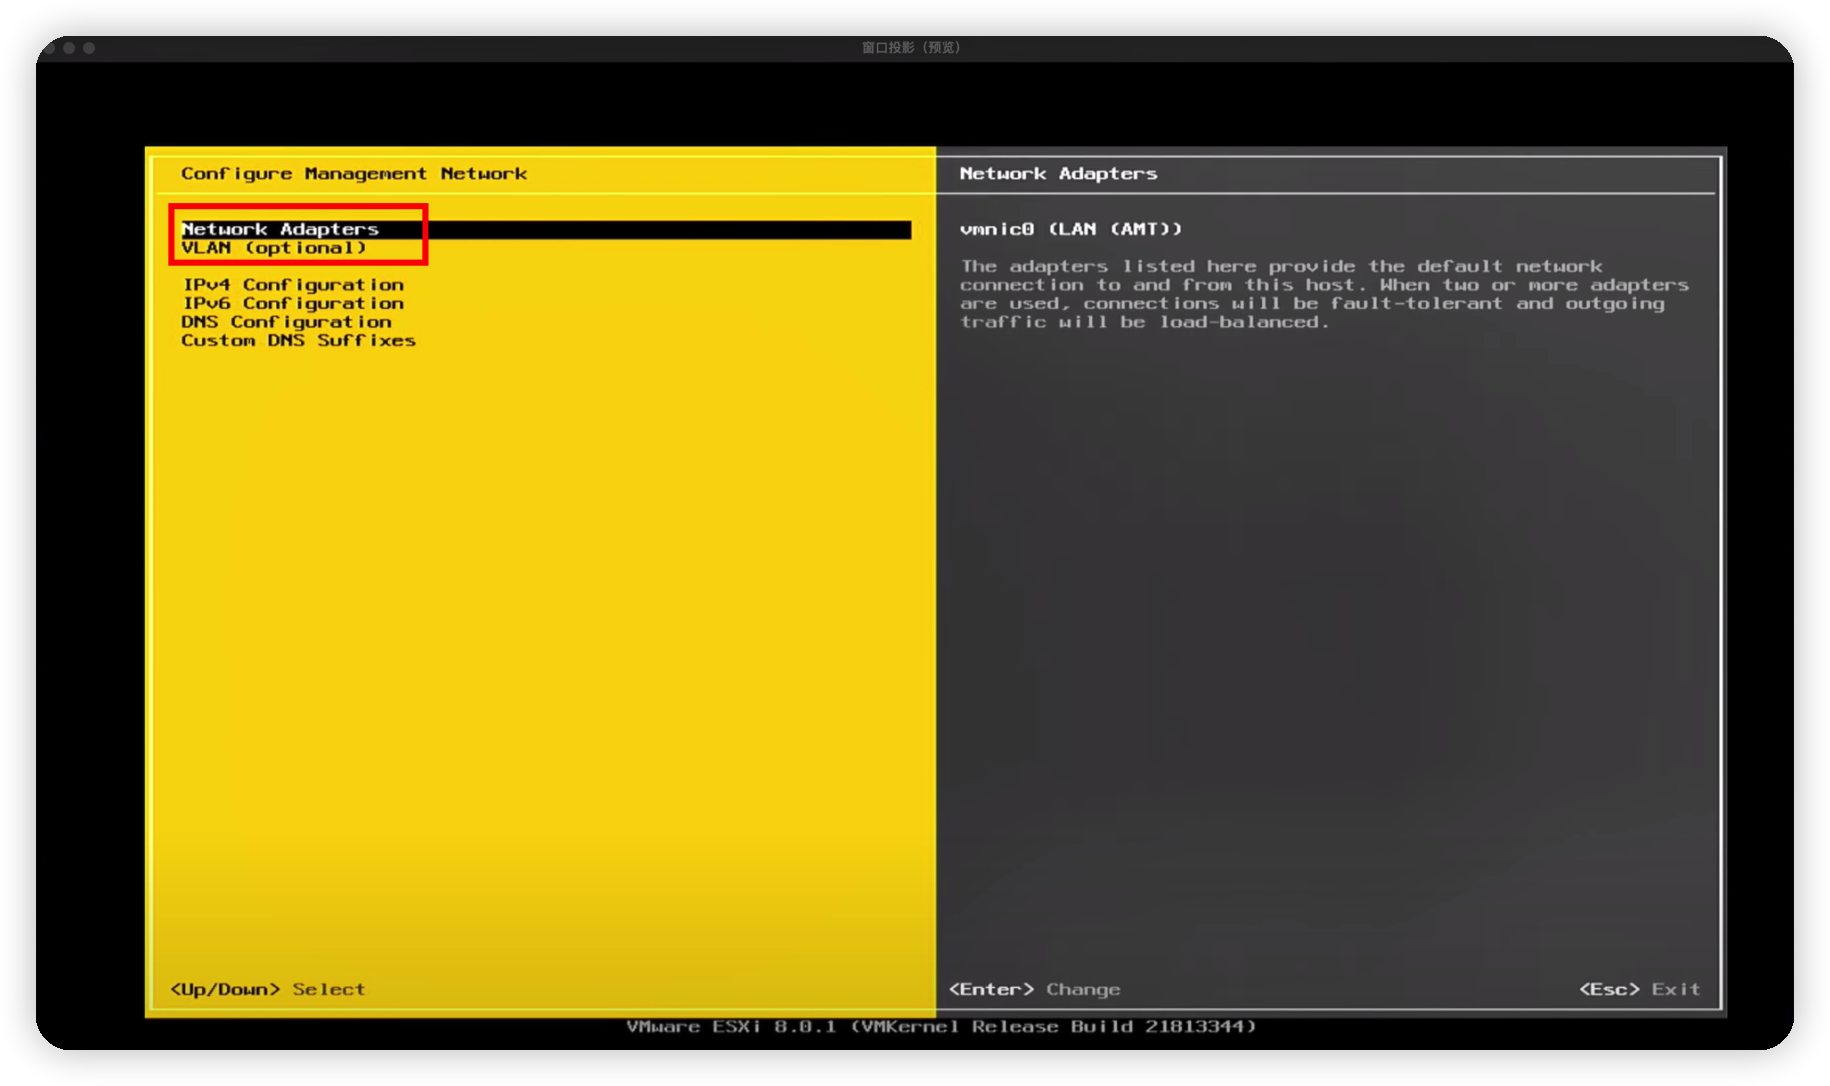 窗口投影（预览）
Configure Management Network
Network Adapters
VLAN (optional)
IPv4 Configuration
IPv6 Configuration
DNS Configuration
Custom DNS Suffixes
<Up/Down> Select
Network Adapters
vmnic0 (LAN (AMT))
The adapters listed here provide the default network
connection to and from this host. When two or more adapters
are used, connections will be fault-tolerant and outgoing
traffic will be load-balanced.
<Enter> Change
<Esc> Exit
VMware ESXi 8.0.1 (VMKernel Release Build 21813344)